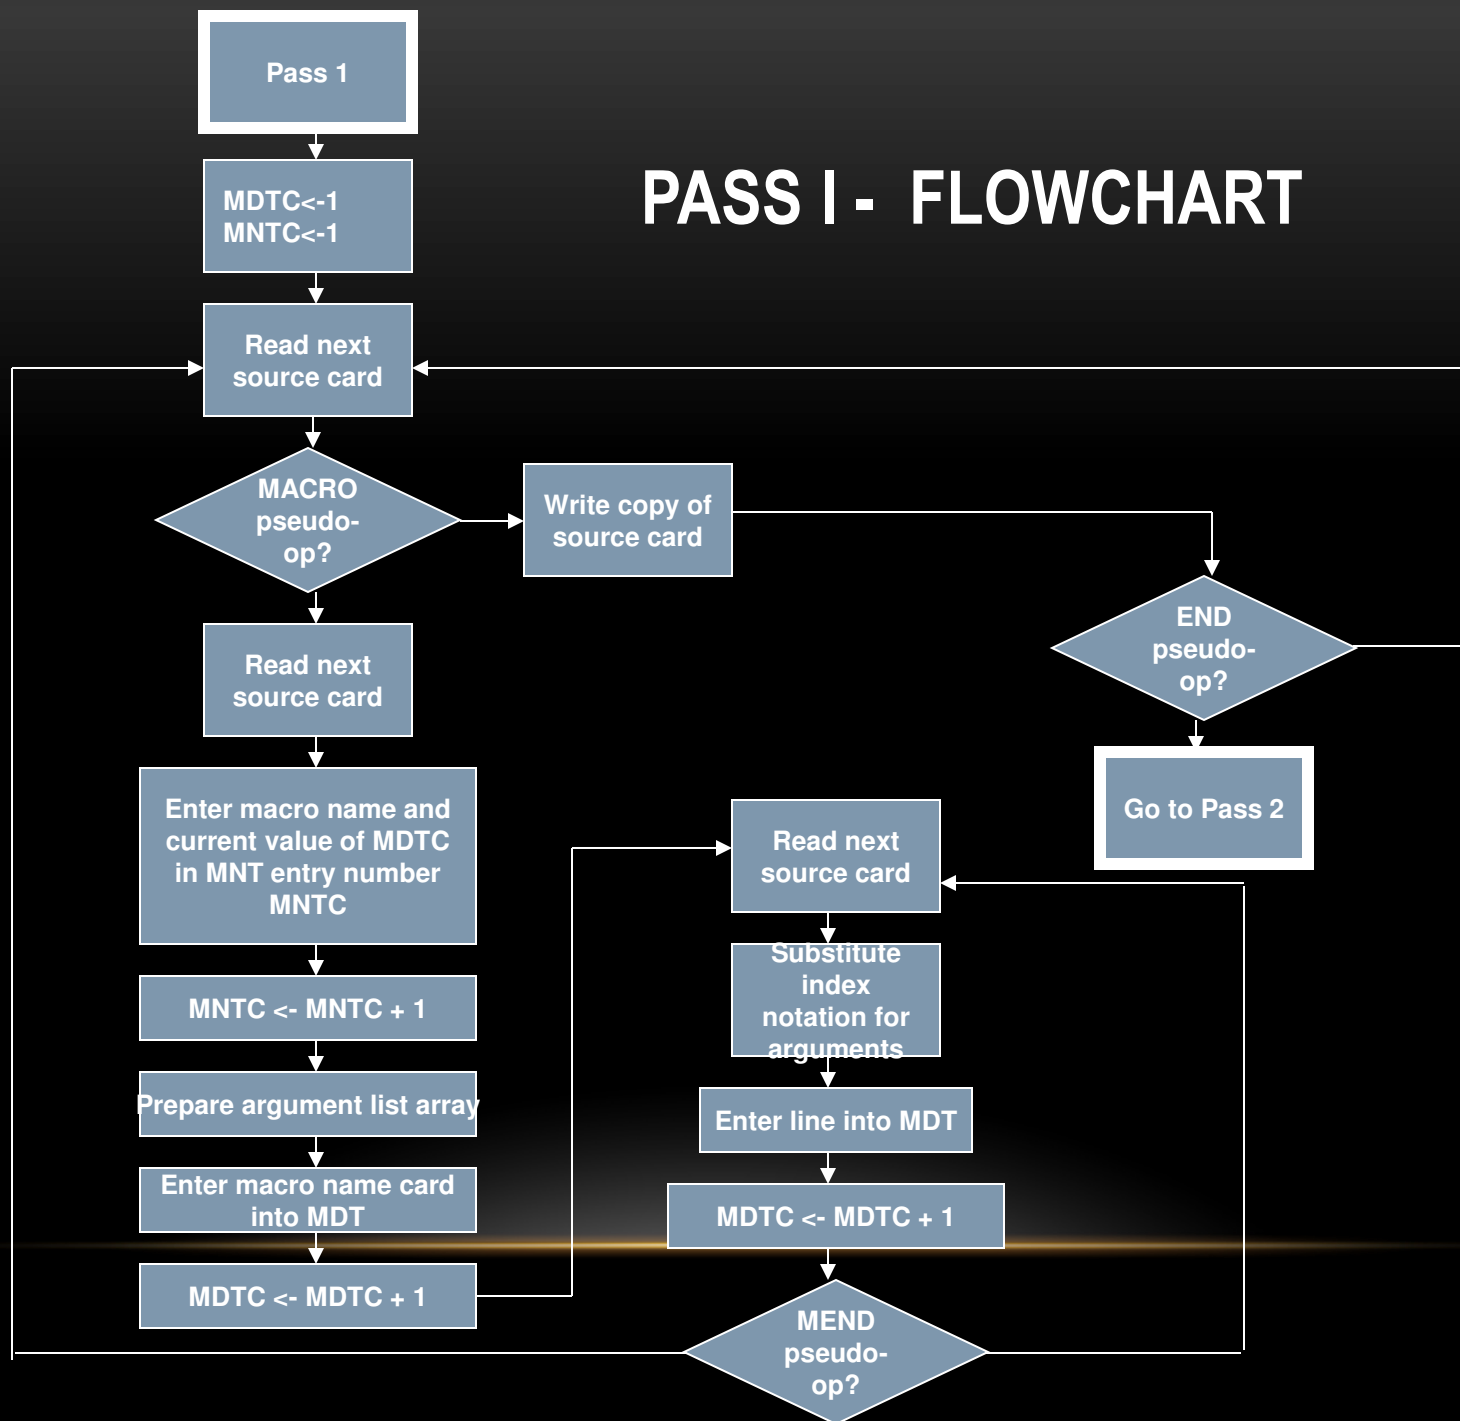 Pass 1
MDTC<-1
MNTC<-1
PASS I - FLOWCHART
Read next
source card
MACRO
pseudo-
op?
Write copy of
source card
END
pseudo-
op?
Read next
source card
Go to Pass 2
Enter macro name and
current value of MDTC
in MNT entry number
MNTC
MNTC <- MNTC + 1
Prepare argument list array
Enter macro name card
into MDT
MDTC <- MDTC + 1
Read next
source card
Substitute
index
notation for
arguments
Enter line into MDT
MDTC <- MDTC + 1
MEND
pseudo-
op?